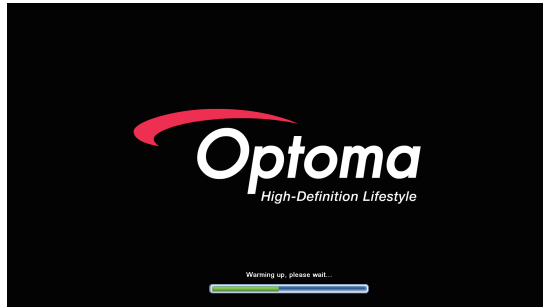 Optoma
High-Definition Lifestyle
Warming up, please wait...